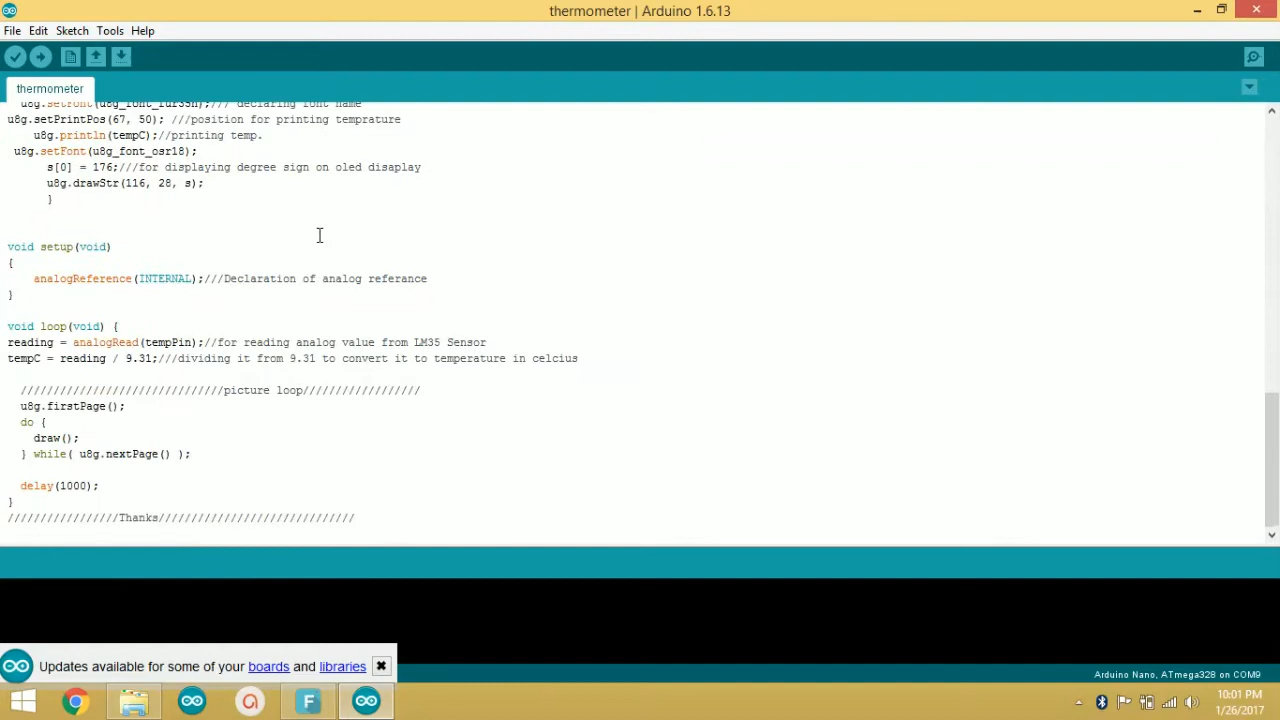 thermometer | Arduino 1.6.13
File Edit Sketch Tools Help
thermometer
u8g.setFont(u8g_font_fur35n);/// declaring font name
u8g.setPrintPos(67, 50); ///position for printing temprature
u8g.println(tempC);//printing temp.
u8g.setFont(u8g_font_osr18);
s[0] = 176;///for displaying degree sign on oled disaplay
u8g.drawStr(116, 28, s);
}
void setup(void)
{
analogReference(INTERNAL);///Declaration of analog referance
}
void loop(void) {
reading = analogRead(tempPin);//for reading analog value from LM35 Sensor
tempC = reading / 9.31;///dividing it from 9.31 to convert it to temperature in celcius
///////////////////////////////picture loop//////////////////
u8g.firstPage();
do {
draw();
} while( u8g.nextPage() );
delay(1000);
}
/////////////////Thanks//////////////////////////////
Updates available for some of your boards and libraries
Arduino Nano, ATmega328 on COM9
F
10:01 PM
1/26/2017